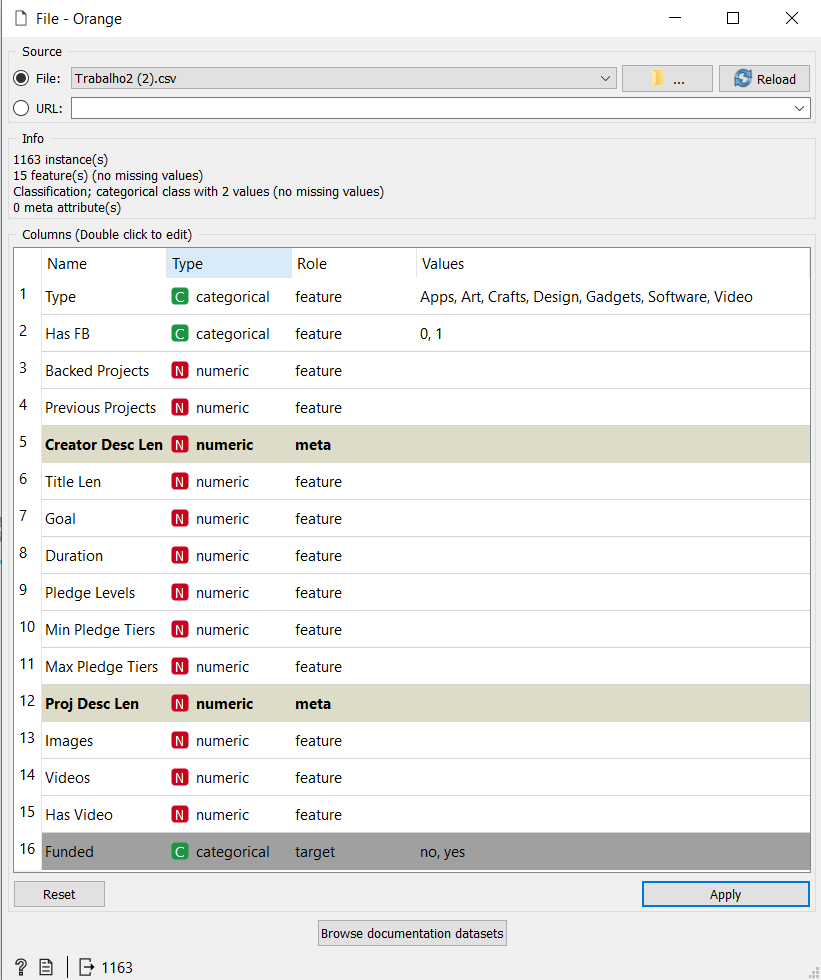 File - Orange
Source
File: Trabalho2 (2).csv ... Reload
URL:
Info
1163 instance(s)
15 feature(s) (no missing values)
Classification; categorical class with 2 values (no missing values)
0 meta attribute(s)
Columns (Double click to edit)
Name Type Role Values
1 Type C categorical feature Apps, Art, Crafts, Design, Gadgets, Software, Video
2 Has FB C categorical feature 0, 1
3 Backed Projects N numeric feature
4 Previous Projects N numeric feature
5 Creator Desc Len N numeric meta
6 Title Len N numeric feature
7 Goal N numeric feature
8 Duration N numeric feature
9 Pledge Levels N numeric feature
10 Min Pledge Tiers N numeric feature
11 Max Pledge Tiers N numeric feature
12 Proj Desc Len N numeric meta
13 Images N numeric feature
14 Videos N numeric feature
15 Has Video N numeric feature
16 Funded C categorical target no, yes
Reset Apply
Browse documentation datasets
? 1163